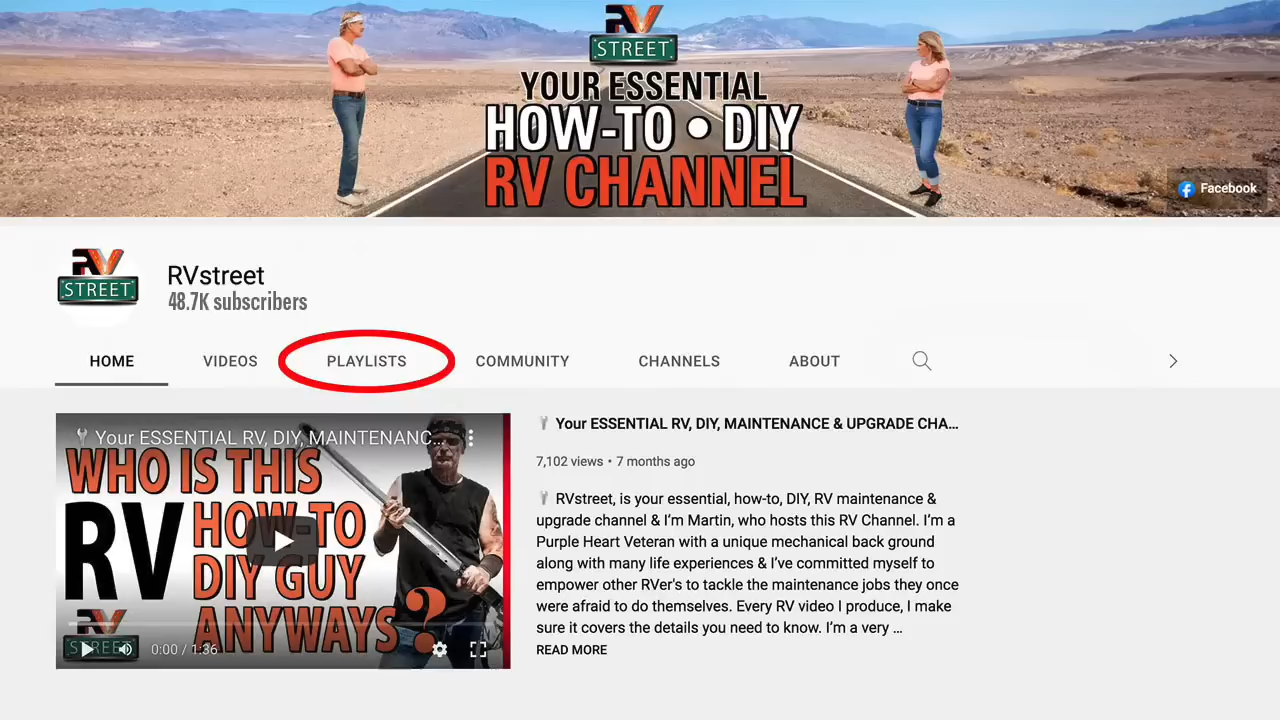 RV
STREET
YOUR ESSENTIAL
HOW-TO • DIY
RV CHANNEL
Facebook
RV
STREET
RVstreet
48.7K subscribers
HOME VIDEOS PLAYLISTS COMMUNITY CHANNELS ABOUT
Your ESSENTIAL RV, DIY, MAINTENANC...
WHO IS THIS
RV HOW-TO
DIY GUY
ANYWAYS?
RV
STREET
0:00 / 1:36
Your ESSENTIAL RV, DIY, MAINTENANCE & UPGRADE CHA...
7,102 views • 7 months ago
RVstreet, is your essential, how-to, DIY, RV maintenance &
upgrade channel & I'm Martin, who hosts this RV Channel. I'm a
Purple Heart Veteran with a unique mechanical back ground
along with many life experiences & I've committed myself to
empower other RVer's to tackle the maintenance jobs they once
were afraid to do themselves. Every RV video I produce, I make
sure it covers the details you need to know. I'm a very ...
READ MORE